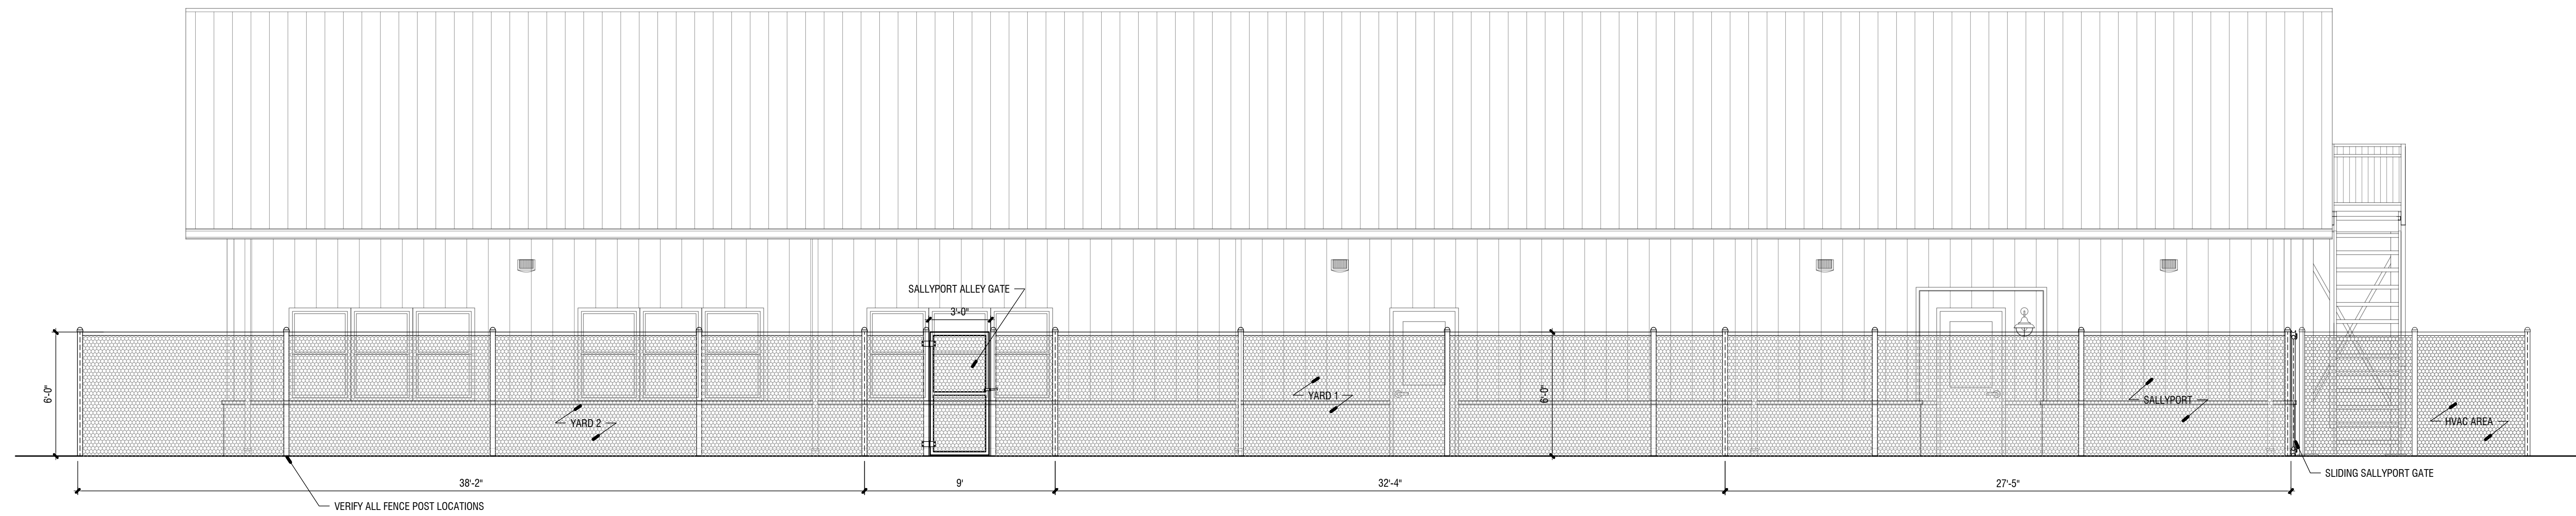 SALLYPORT ALLEY GATE
3'-0"
6'-0"
6'-0"
YARD 1
SALLYPORT
YARD 2
HVAC AREA
SLIDING SALLYPORT GATE
38'-2"
9'
32'-4"
27'-5"
VERIFY ALL FENCE POST LOCATIONS